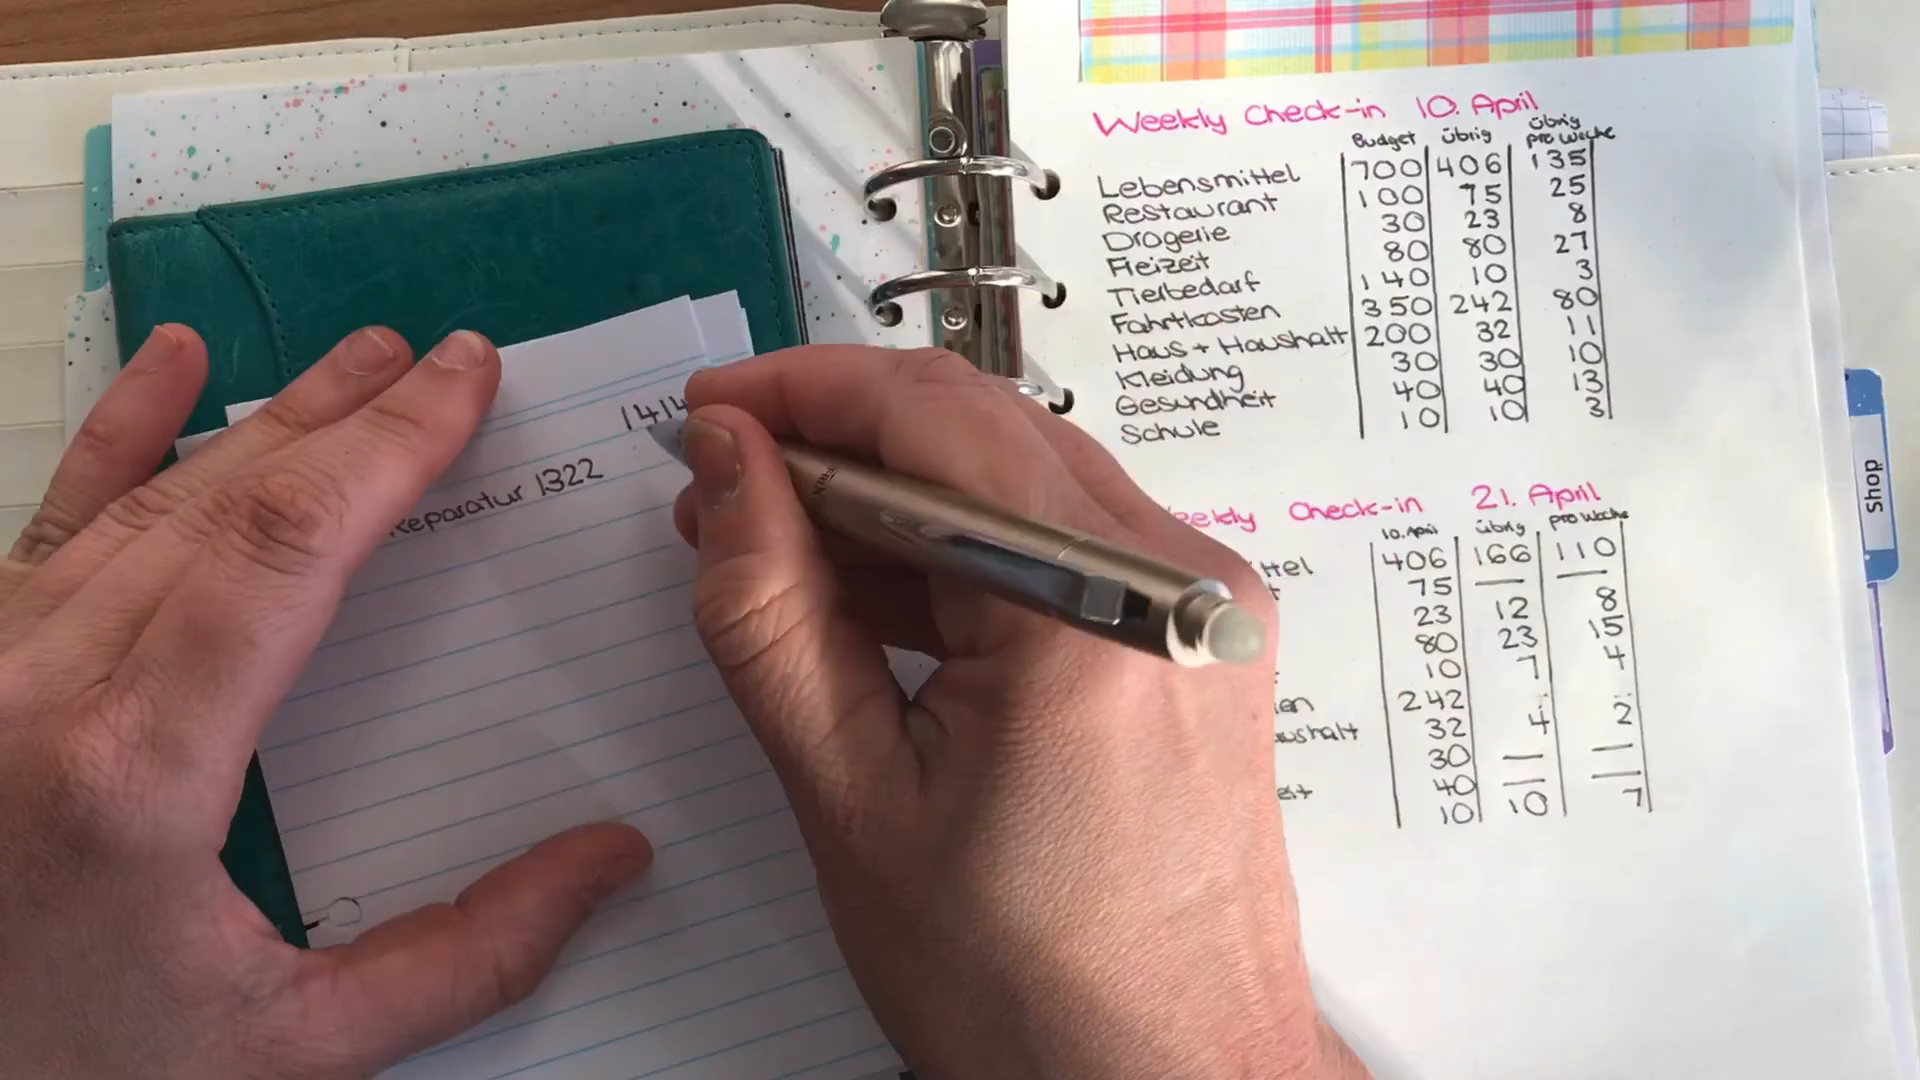 1414
Reparatur 1322
Weekly Check-in 10. April
Budget übrig übrig pro Woche
Lebensmittel 700 406 135
Restaurant 100 75 25
Drogerie 30 23 8
Freizeit 80 80 27
Tierbedarf 140 10 3
Fahrtkosten 350 242 80
Haus + Haushalt 200 32 11
Kleidung 30 30 10
Gesundheit 40 40 13
Schule 10 10 3
Weekly Check-in 21. April
10. April übrig pro Woche
406 166 110
75 — —
23 12 8
80 23 15
10 7 4
242
32 4 2
30 — —
40 — —
10 10 7
Shop